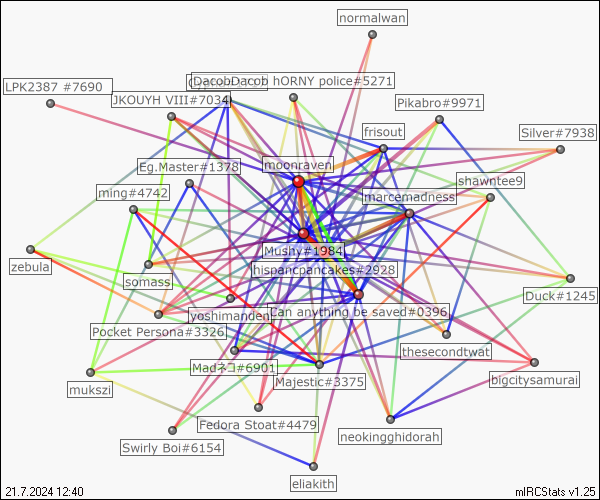 normalwan
DacobDacob hORNY police#5271
LPK2387 #7690
JKOUYH VIII#7034
Pikabro#9971
frisout
Silver#7938
Eg.Master#1378
moonraven
shawntee9
ming#4742
marcemadness
Mushy#1984
zebula
hispancpancakes#2928
somass
Duck#1245
yoshimanden
Can anything be saved#0396
Pocket Persona#3326
thesecondtwat
Madネコ#6901
Majestic#3375
bigcitysamurai
mukszi
Fedora Stoat#4479
neokingghidorah
Swirly Boi#6154
eliakith
21.7.2024 12:40
mIRCStats v1.25